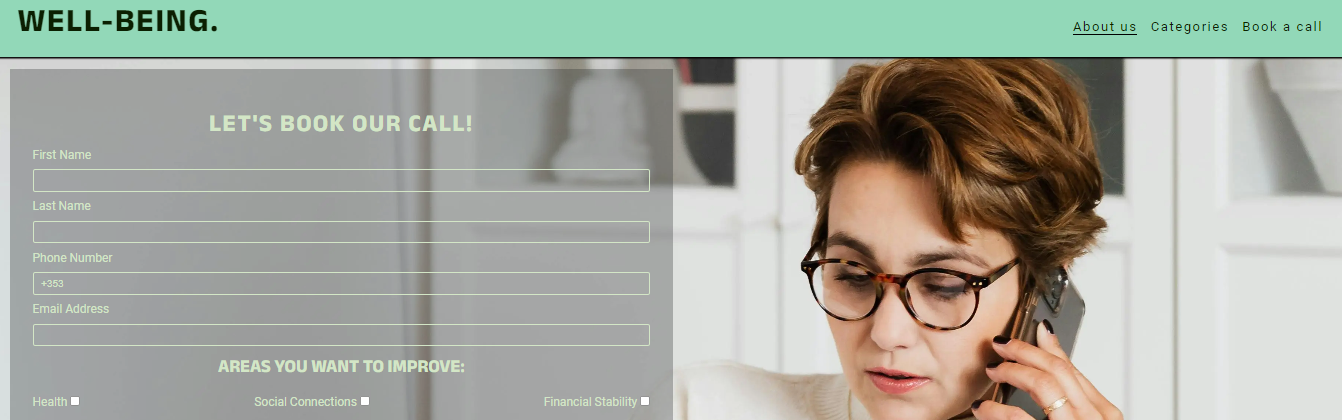 WELL-BEING.
About us Categories Book a call
LET'S BOOK OUR CALL!
First Name
Last Name
Phone Number
+353
Email Address
AREAS YOU WANT TO IMPROVE:
Health Social Connections Financial Stability